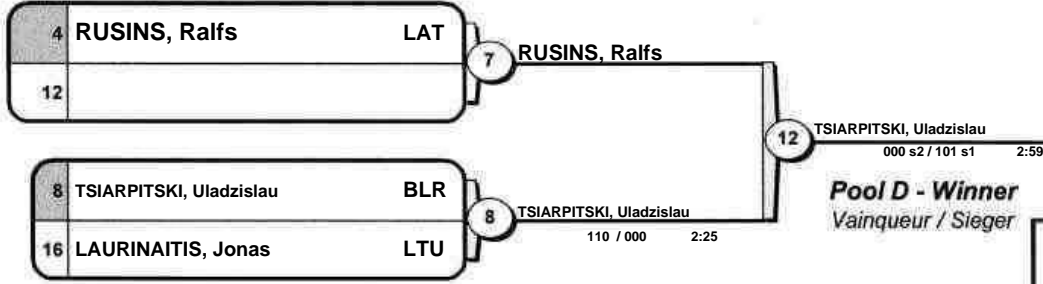 4 RUSINS, Ralfs LAT
12
7
RUSINS, Ralfs
8 TSIARPITSKI, Uladzislau BLR
16 LAURINAITIS, Jonas LTU
8
TSIARPITSKI, Uladzislau
110 / 000 2:25
12
TSIARPITSKI, Uladzislau
000 s2 / 101 s1 2:59
Pool D - Winner
Vainqueur / Sieger